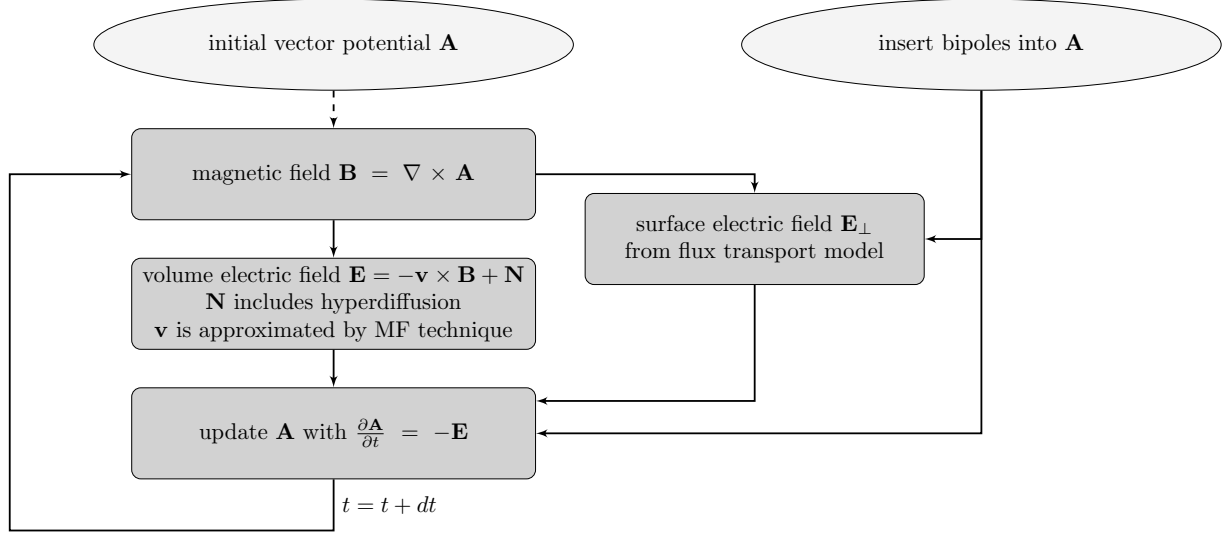 initial vector potential A
insert bipoles into A
magnetic field B = ∇ × A
surface electric field E⊥
from flux transport model
volume electric field E = −v × B + N
N includes hyperdiffusion
v is approximated by MF technique
update A with ∂A/∂t = −E
t = t + dt